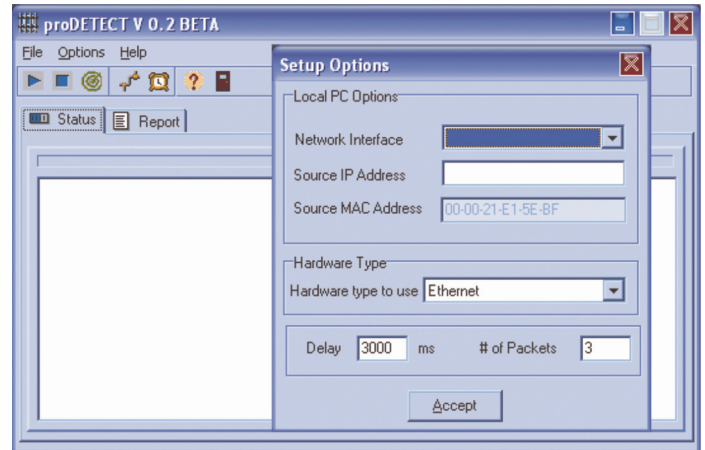 proDETECT V 0.2 BETA
File Options Help
Status Report
Setup Options
Local PC Options
Network Interface
Source IP Address
Source MAC Address 00-00-21-E1-5E-BF
Hardware Type
Hardware type to use Ethernet
Delay 3000 ms # of Packets 3
Accept